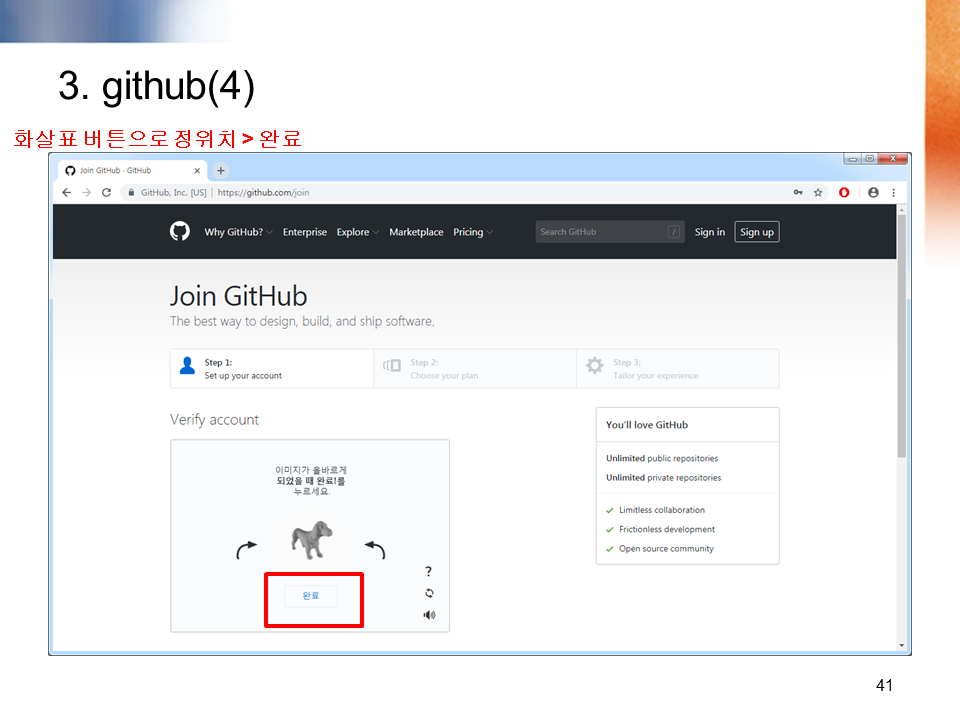 3. github(4)
화살표 버튼으로 정위치 > 완료
Join GitHub · GitHub
GitHub, Inc. [US] | https://github.com/join
Why GitHub? Enterprise Explore Marketplace Pricing Search GitHub / Sign in Sign up
Join GitHub
The best way to design, build, and ship software.
Step 1:
Set up your account
Step 2:
Choose your plan
Step 3:
Tailor your experience
Verify account
이미지가 올바르게
되었을 때 완료!를
누르세요.
?
완료
You'll love GitHub
Unlimited public repositories
Unlimited private repositories
Limitless collaboration
Frictionless development
Open source community
41